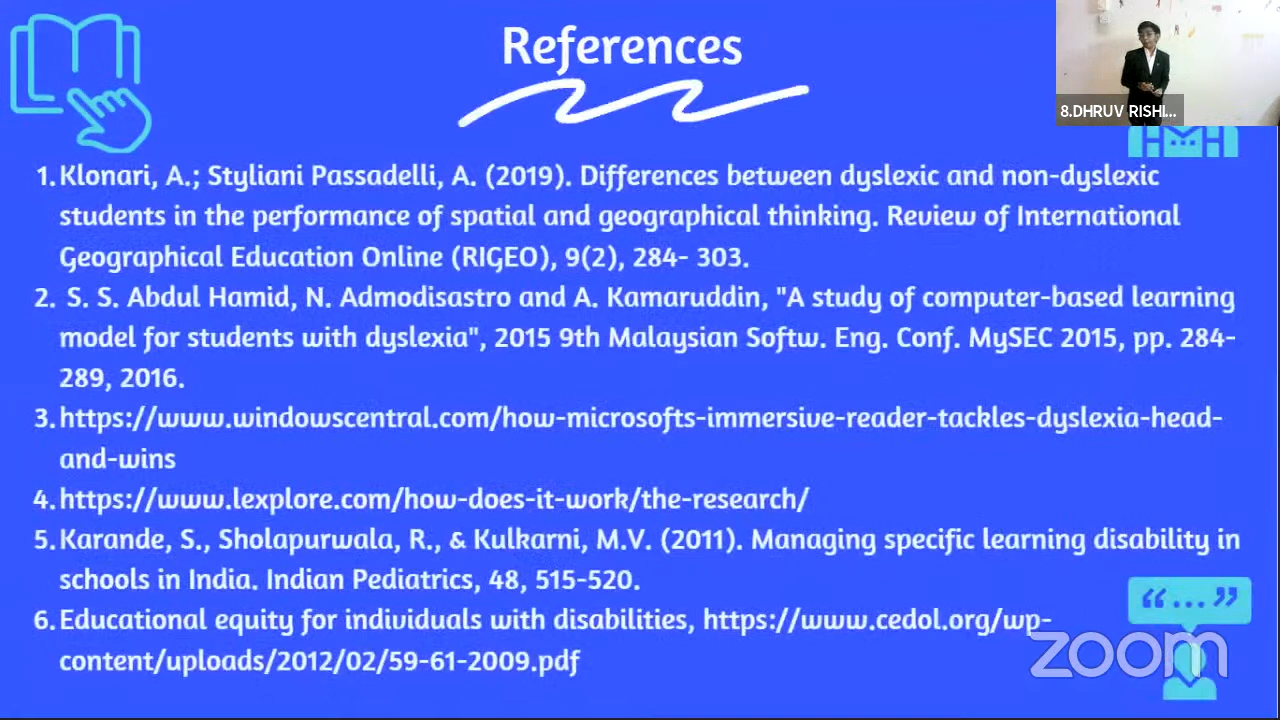 References
8.DHRUV RISHI...
1. Klonari, A.; Styliani Passadelli, A. (2019). Differences between dyslexic and non-dyslexic
students in the performance of spatial and geographical thinking. Review of International
Geographical Education Online (RIGEO), 9(2), 284- 303.
2. S. S. Abdul Hamid, N. Admodisastro and A. Kamaruddin, "A study of computer-based learning
model for students with dyslexia", 2015 9th Malaysian Softw. Eng. Conf. MySEC 2015, pp. 284-
289, 2016.
3. https://www.windowscentral.com/how-microsofts-immersive-reader-tackles-dyslexia-head-
and-wins
4. https://www.lexplore.com/how-does-it-work/the-research/
5. Karande, S., Sholapurwala, R., & Kulkarni, M.V. (2011). Managing specific learning disability in
schools in India. Indian Pediatrics, 48, 515-520.
6. Educational equity for individuals with disabilities, https://www.cedol.org/wp-
content/uploads/2012/02/59-61-2009.pdf
“...”
zoom